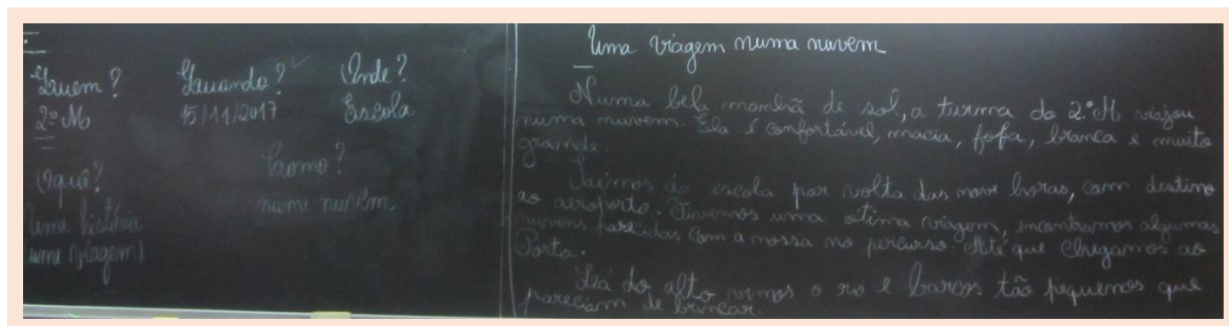 Quem?
2º M
Quando?
15/11/2017
Onde?
Escola
O quê?
Uma história
uma viagem)
Como?
numa nuvem.
Uma viagem numa nuvem
Numa bela manhã de sol, a turma do 2.º M viajou
numa nuvem. Ela é confortável, macia, fofa, branca e muito
grande.
Saímos da escola por volta das nove horas, com destino
ao aeroporto. Tivemos uma ótima viagem, encontramos algumas
nuvens parecidas com a nossa no percurso. Até que chegamos ao
Porto.
Lá do alto vimos o rio e barcos tão pequenos que
pareciam de brincar.